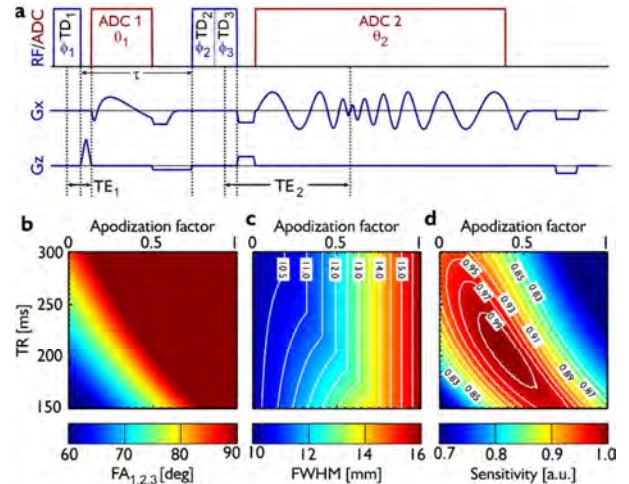 a
RF/ADC
TD1
ϕ1
ADC 1
θ1
TD2
ϕ2
TD3
ϕ3
ADC 2
θ2
τ
Gx
Gz
TE1
TE2
b Apodization factor
0 0.5 1
c Apodization factor
0 0.5 1
d Apodization factor
0 0.5 1
TR [ms]
300
250
200
150
10.5 11.0 12.0 13.0 14.0 15.0
0.95 0.85 0.83
0.97 0.93
0.99 0.91
0.83 0.85 0.89 0.87
60 70 80 90
FA1,2,3 [deg]
10 12 14 16
FWHM [mm]
0.7 0.8 0.9 1.0
Sensitivity [a.u.]